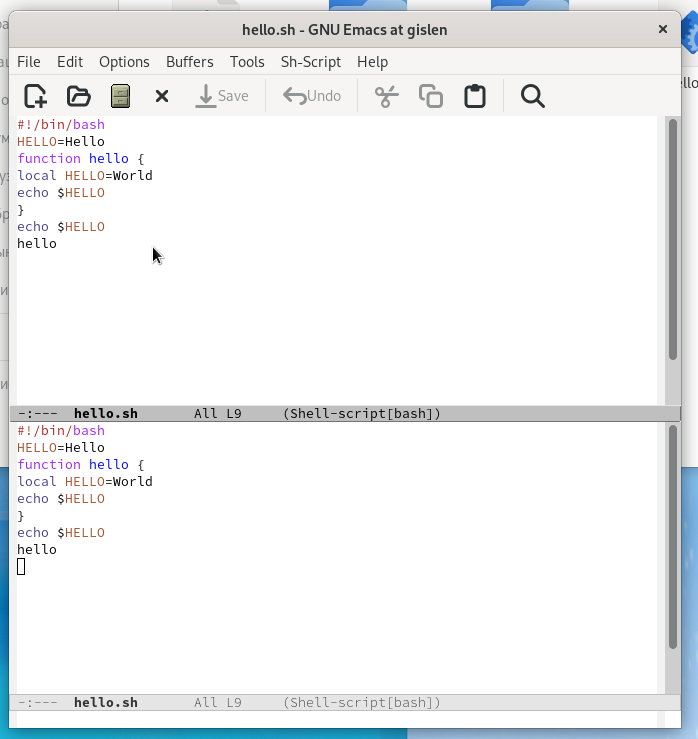 hello.sh - GNU Emacs at gislen
File Edit Options Buffers Tools Sh-Script Help
Save Undo
#!/bin/bash
HELLO=Hello
function hello {
local HELLO=World
echo $HELLO
}
echo $HELLO
hello
-:--- hello.sh All L9 (Shell-script[bash])
#!/bin/bash
HELLO=Hello
function hello {
local HELLO=World
echo $HELLO
}
echo $HELLO
hello
-:--- hello.sh All L9 (Shell-script[bash])